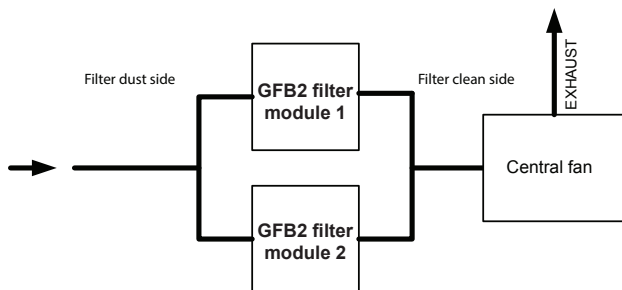 Filter dust side
GFB2 filter
module 1
Filter clean side
EXHAUST
Central fan
GFB2 filter
module 2